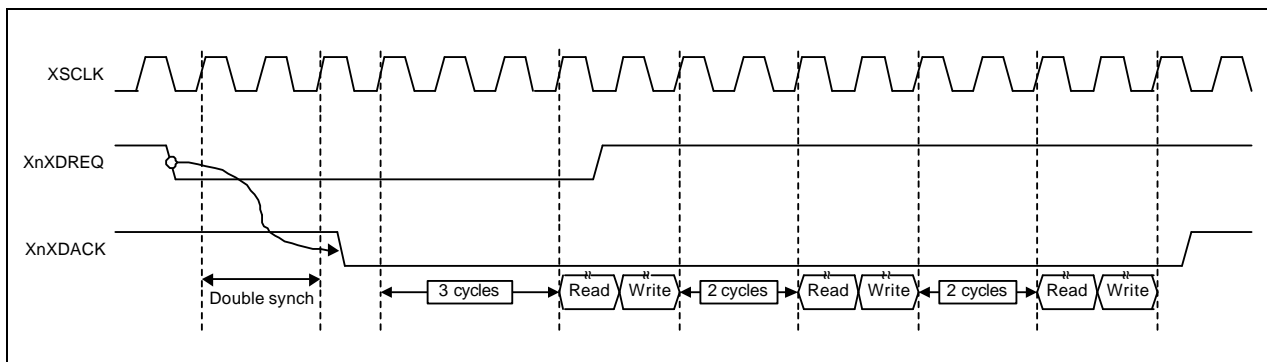 XSCLK
XnXDREQ
XnXDACK
Double synch
3 cycles
Read
Write
2 cycles
Read
Write
2 cycles
Read
Write